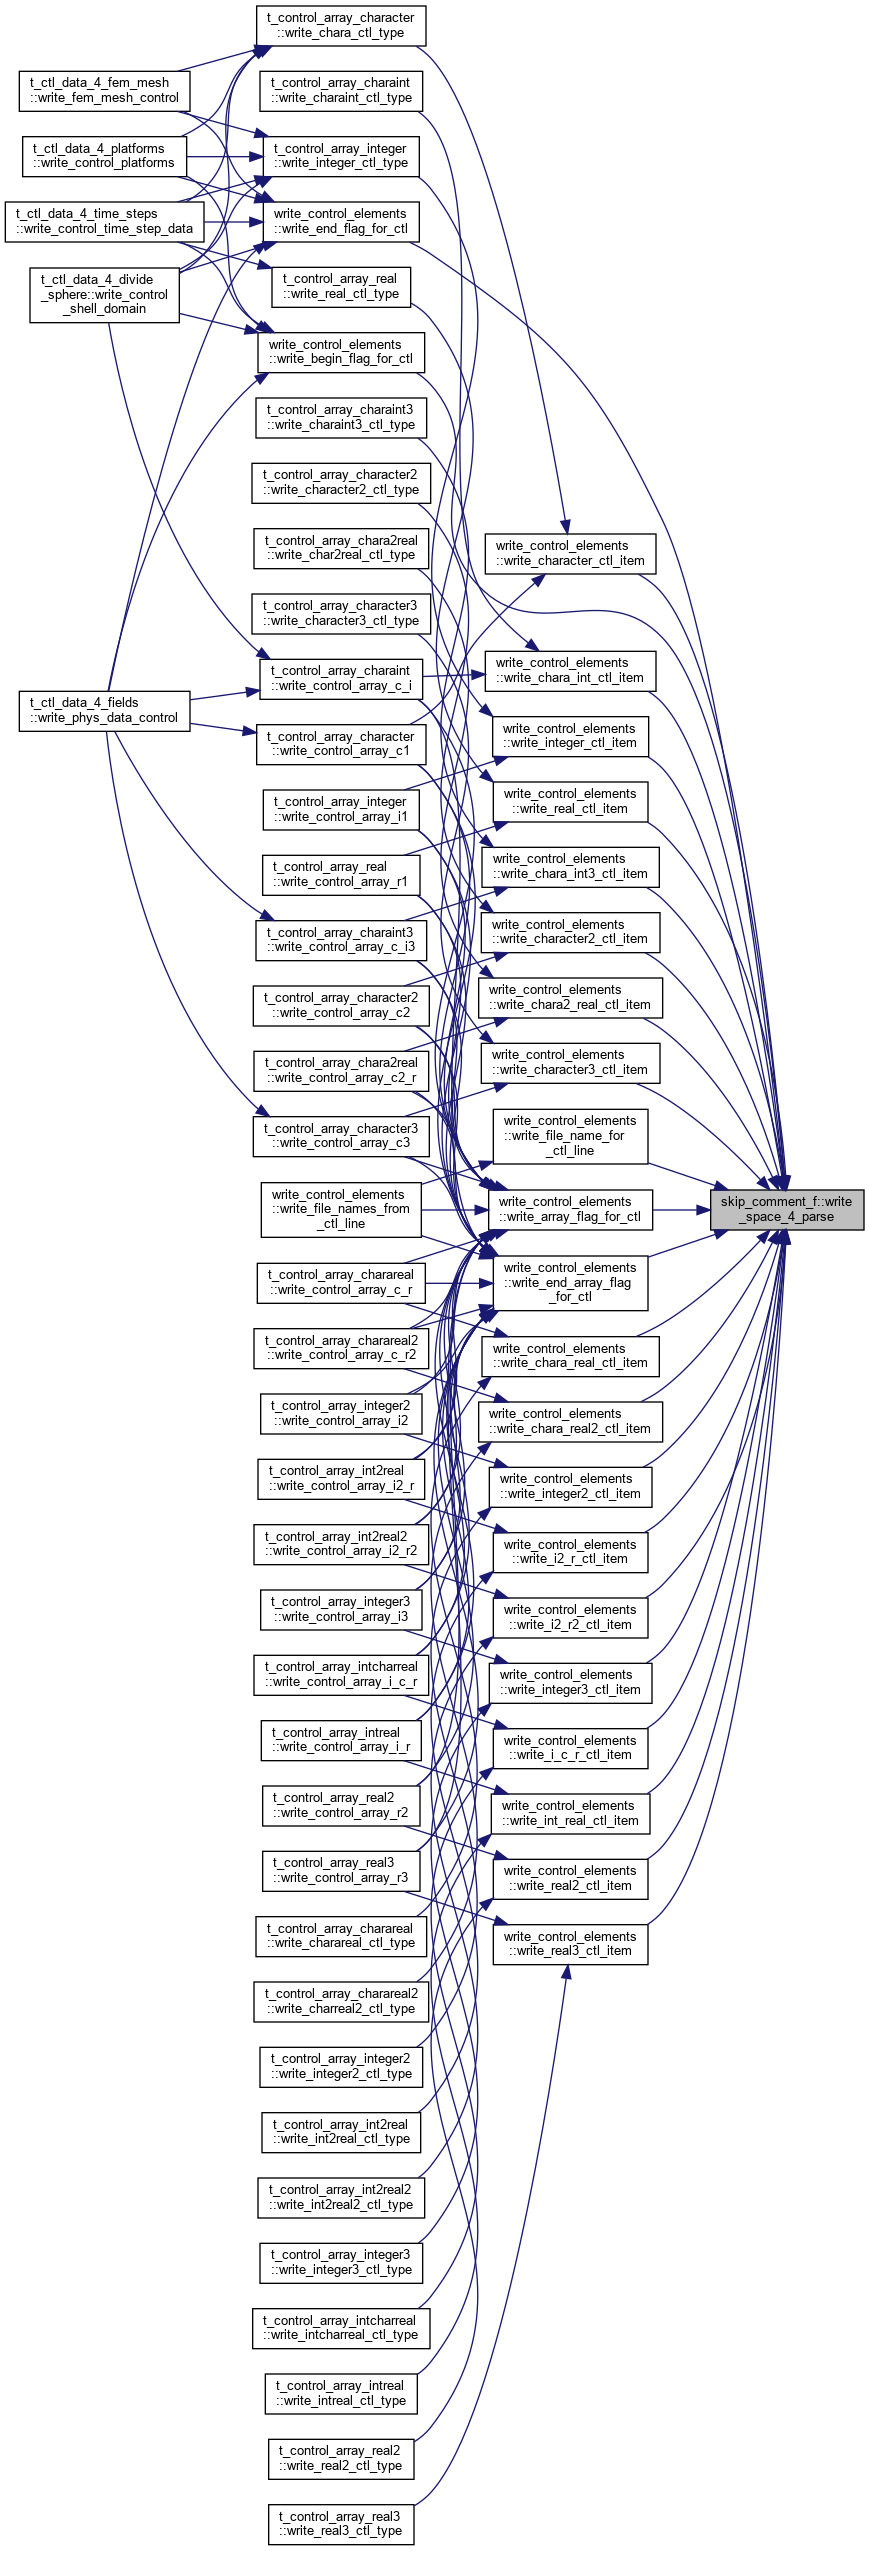 t_control_array_character
::write_chara_ctl_type
t_ctl_data_4_fem_mesh
::write_fem_mesh_control
t_control_array_charaint
::write_charaint_ctl_type
t_ctl_data_4_platforms
::write_control_platforms
t_control_array_integer
::write_integer_ctl_type
t_ctl_data_4_time_steps
::write_control_time_step_data
write_control_elements
::write_end_flag_for_ctl
t_ctl_data_4_divide
_sphere::write_control
_shell_domain
t_control_array_real
::write_real_ctl_type
write_control_elements
::write_begin_flag_for_ctl
t_control_array_charaint3
::write_charaint3_ctl_type
t_control_array_character2
::write_character2_ctl_type
t_control_array_chara2real
::write_char2real_ctl_type
write_control_elements
::write_character_ctl_item
t_control_array_character3
::write_character3_ctl_type
t_control_array_charaint
::write_control_array_c_i
write_control_elements
::write_chara_int_ctl_item
t_ctl_data_4_fields
::write_phys_data_control
t_control_array_character
::write_control_array_c1
write_control_elements
::write_integer_ctl_item
t_control_array_integer
::write_control_array_i1
write_control_elements
::write_real_ctl_item
t_control_array_real
::write_control_array_r1
write_control_elements
::write_chara_int3_ctl_item
t_control_array_charaint3
::write_control_array_c_i3
write_control_elements
::write_character2_ctl_item
t_control_array_character2
::write_control_array_c2
write_control_elements
::write_chara2_real_ctl_item
t_control_array_chara2real
::write_control_array_c2_r
write_control_elements
::write_character3_ctl_item
t_control_array_character3
::write_control_array_c3
write_control_elements
::write_file_name_for
_ctl_line
write_control_elements
::write_file_names_from
_ctl_line
write_control_elements
::write_array_flag_for_ctl
skip_comment_f::write
_space_4_parse
t_control_array_charareal
::write_control_array_c_r
write_control_elements
::write_end_array_flag
_for_ctl
t_control_array_charareal2
::write_control_array_c_r2
write_control_elements
::write_chara_real_ctl_item
t_control_array_integer2
::write_control_array_i2
write_control_elements
::write_chara_real2_ctl_item
t_control_array_int2real
::write_control_array_i2_r
write_control_elements
::write_integer2_ctl_item
t_control_array_int2real2
::write_control_array_i2_r2
write_control_elements
::write_i2_r_ctl_item
t_control_array_integer3
::write_control_array_i3
write_control_elements
::write_i2_r2_ctl_item
t_control_array_intcharreal
::write_control_array_i_c_r
write_control_elements
::write_integer3_ctl_item
t_control_array_intreal
::write_control_array_i_r
write_control_elements
::write_i_c_r_ctl_item
t_control_array_real2
::write_control_array_r2
write_control_elements
::write_int_real_ctl_item
t_control_array_real3
::write_control_array_r3
write_control_elements
::write_real2_ctl_item
t_control_array_charareal
::write_charareal_ctl_type
write_control_elements
::write_real3_ctl_item
t_control_array_charareal2
::write_charreal2_ctl_type
t_control_array_integer2
::write_integer2_ctl_type
t_control_array_int2real
::write_int2real_ctl_type
t_control_array_int2real2
::write_int2real2_ctl_type
t_control_array_integer3
::write_integer3_ctl_type
t_control_array_intcharreal
::write_intcharreal_ctl_type
t_control_array_intreal
::write_intreal_ctl_type
t_control_array_real2
::write_real2_ctl_type
t_control_array_real3
::write_real3_ctl_type